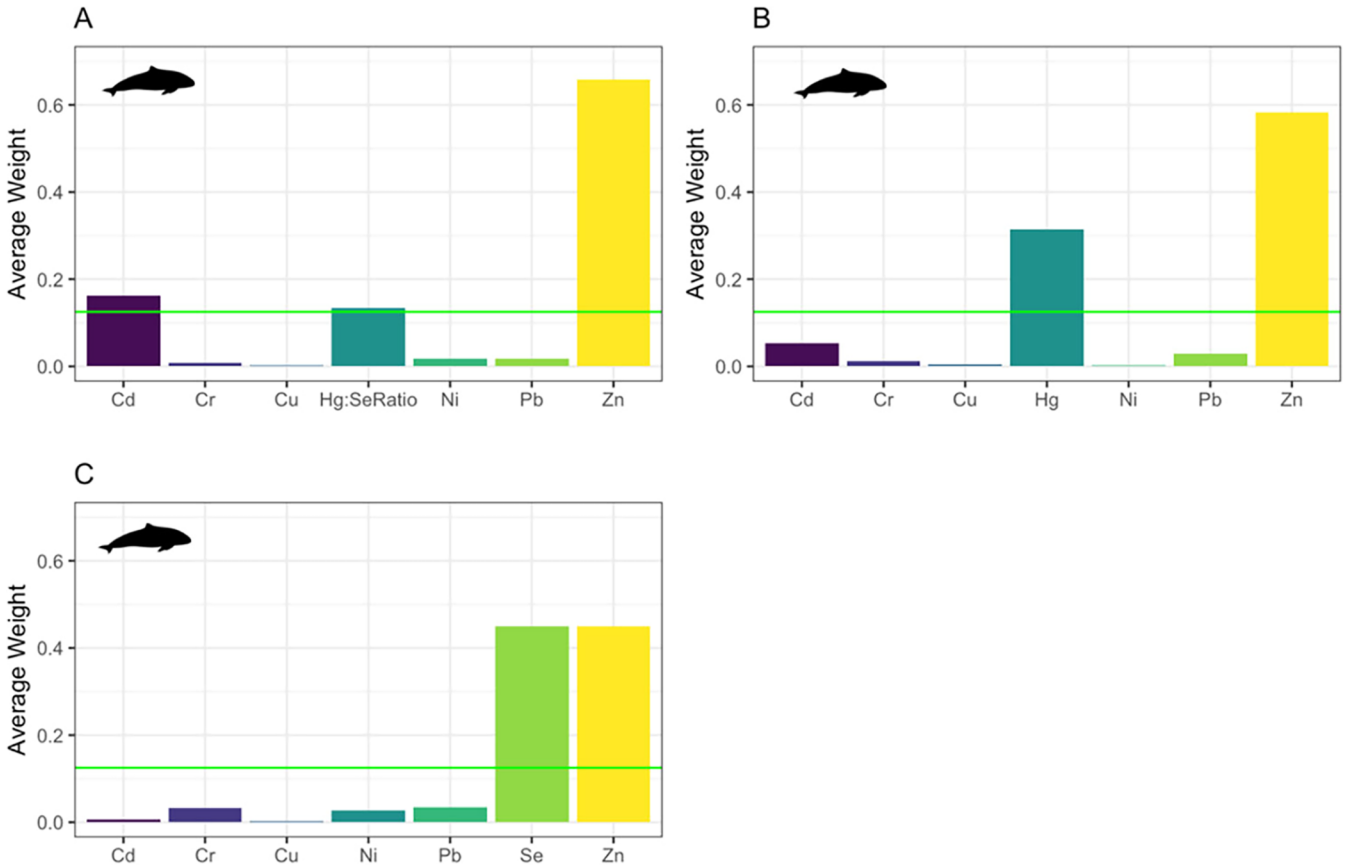 A
Average Weight
0.6
0.4
0.2
0.0
Cd Cr Cu Hg:SeRatio Ni Pb Zn
B
Average Weight
0.6
0.4
0.2
0.0
Cd Cr Cu Hg Ni Pb Zn
C
Average Weight
0.6
0.4
0.2
0.0
Cd Cr Cu Ni Pb Se Zn